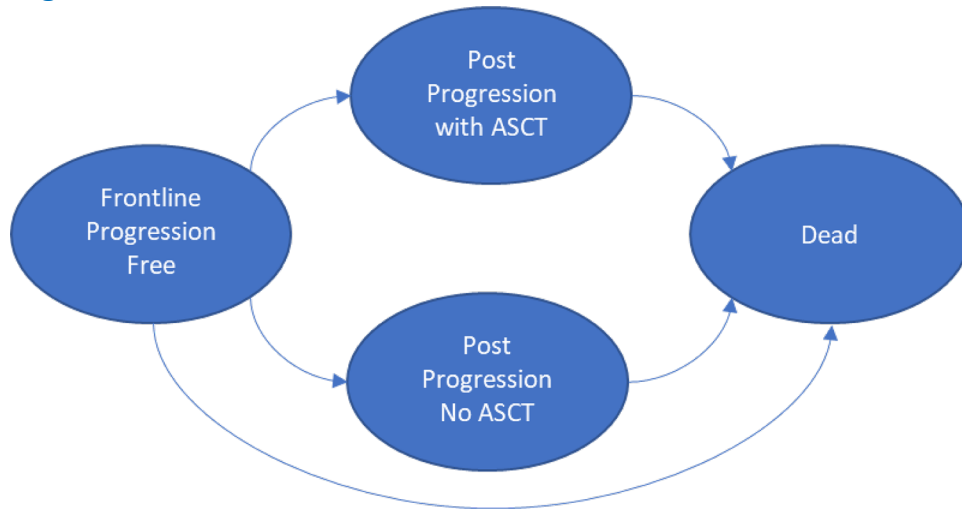 Post
Progression
with ASCT
Frontline
Progression
Free
Dead
Post
Progression
No ASCT